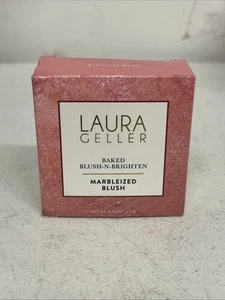 LAURA
GELLER
BAKED
BLUSH-N-BRIGHTEN
MARBLEIZED
BLUSH